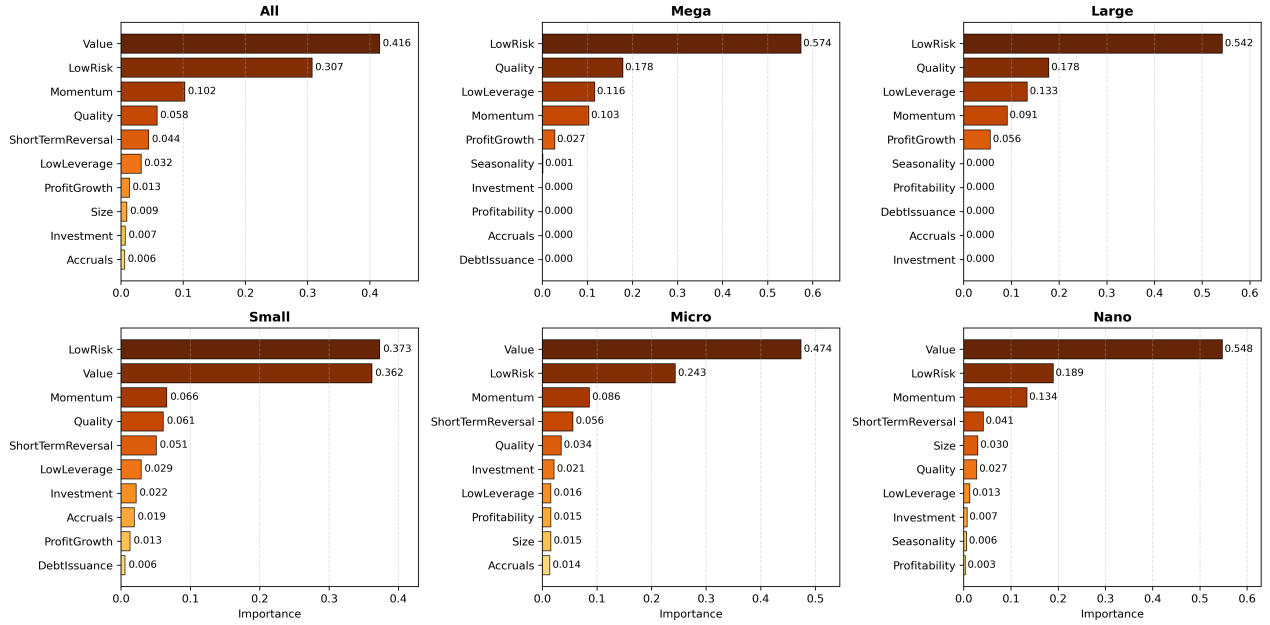 All
Value 0.416
LowRisk 0.307
Momentum 0.102
Quality 0.058
ShortTermReversal 0.044
LowLeverage 0.032
ProfitGrowth 0.013
Size 0.009
Investment 0.007
Accruals 0.006
0.0 0.1 0.2 0.3 0.4
Mega
LowRisk 0.574
Quality 0.178
LowLeverage 0.116
Momentum 0.103
ProfitGrowth 0.027
Seasonality 0.001
Investment 0.000
Profitability 0.000
Accruals 0.000
DebtIssuance 0.000
0.0 0.1 0.2 0.3 0.4 0.5 0.6
Large
LowRisk 0.542
Quality 0.178
LowLeverage 0.133
Momentum 0.091
ProfitGrowth 0.056
Seasonality 0.000
Profitability 0.000
DebtIssuance 0.000
Accruals 0.000
Investment 0.000
0.0 0.1 0.2 0.3 0.4 0.5 0.6
Small
LowRisk 0.373
Value 0.362
Momentum 0.066
Quality 0.061
ShortTermReversal 0.051
LowLeverage 0.029
Investment 0.022
Accruals 0.019
ProfitGrowth 0.013
DebtIssuance 0.006
0.0 0.1 0.2 0.3 0.4
Importance
Micro
Value 0.474
LowRisk 0.243
Momentum 0.086
ShortTermReversal 0.056
Quality 0.034
Investment 0.021
LowLeverage 0.016
Profitability 0.015
Size 0.015
Accruals 0.014
0.0 0.1 0.2 0.3 0.4 0.5
Importance
Nano
Value 0.548
LowRisk 0.189
Momentum 0.134
ShortTermReversal 0.041
Size 0.030
Quality 0.027
LowLeverage 0.013
Investment 0.007
Seasonality 0.006
Profitability 0.003
0.0 0.1 0.2 0.3 0.4 0.5 0.6
Importance